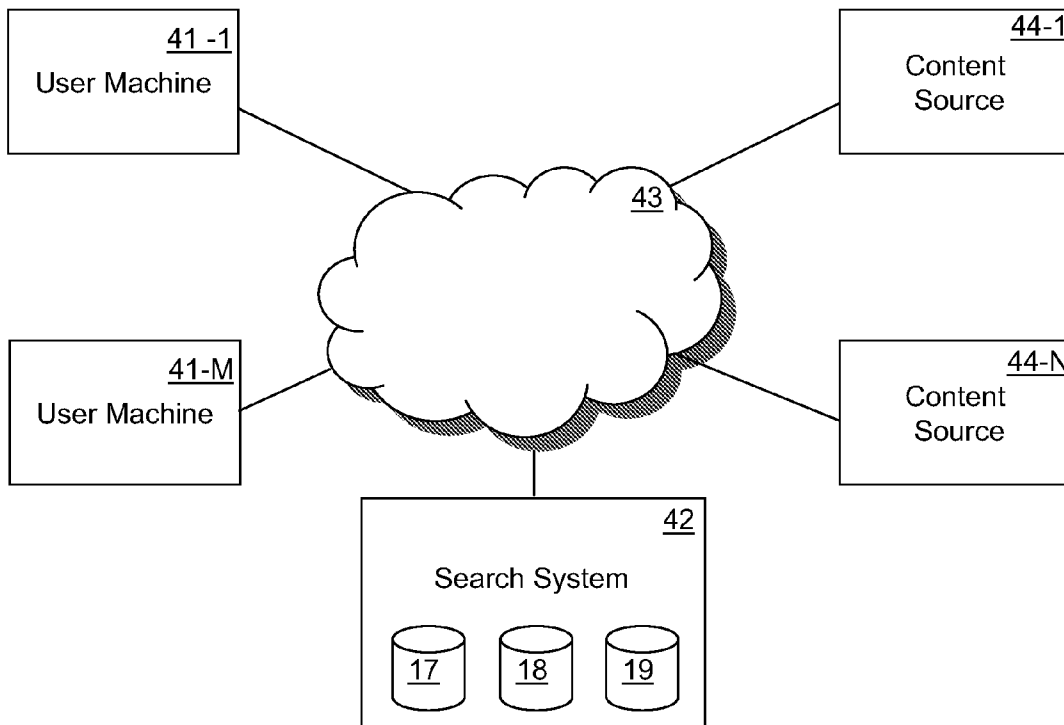 41 -1
User Machine
44-1
Content
Source
43
41-M
User Machine
44-N
Content
Source
42
Search System
17
18
19